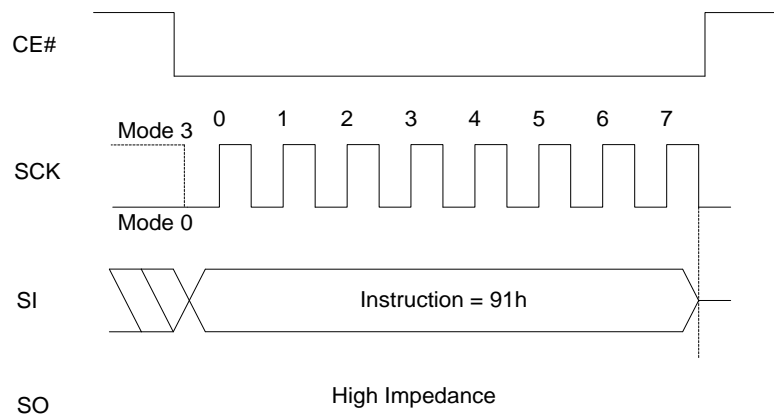 CE#
Mode 3
0 1 2 3 4 5 6 7
SCK
Mode 0
SI
Instruction = 91h
SO
High Impedance